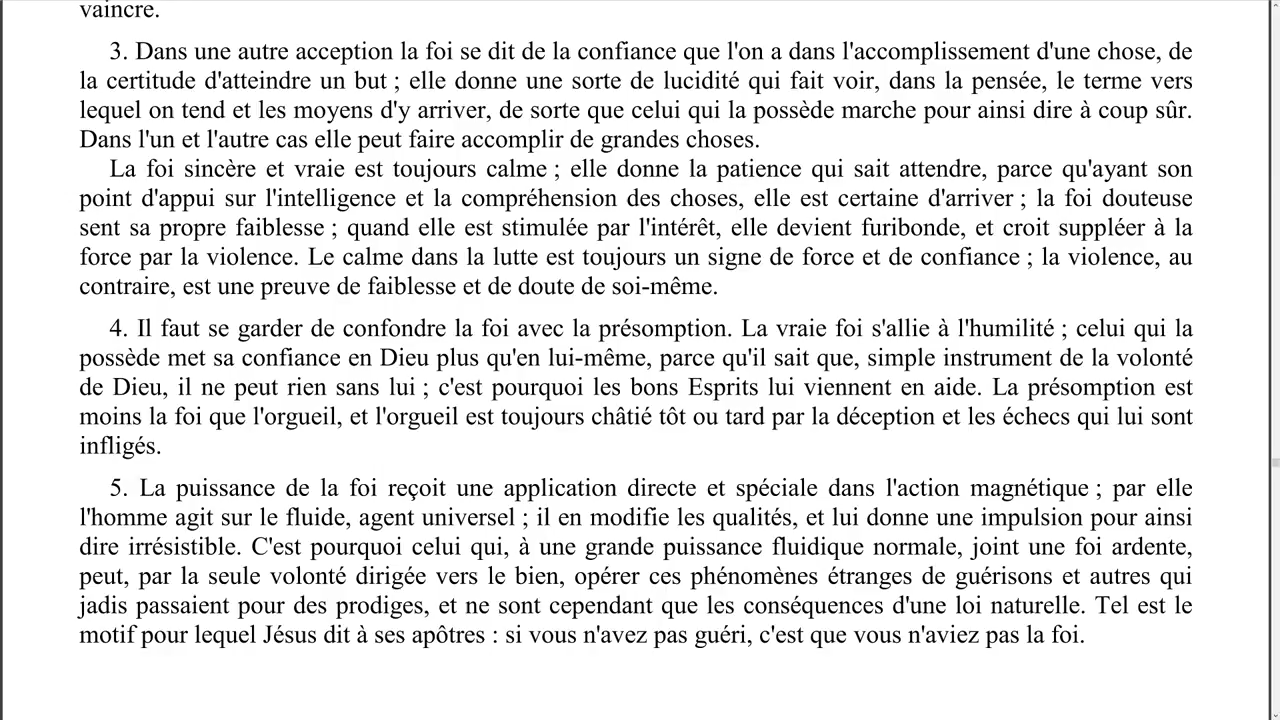 vaincre.
3. Dans une autre acception la foi se dit de la confiance que l'on a dans l'accomplissement d'une chose, de
la certitude d'atteindre un but ; elle donne une sorte de lucidité qui fait voir, dans la pensée, le terme vers
lequel on tend et les moyens d'y arriver, de sorte que celui qui la possède marche pour ainsi dire à coup sûr.
Dans l'un et l'autre cas elle peut faire accomplir de grandes choses.
La foi sincère et vraie est toujours calme ; elle donne la patience qui sait attendre, parce qu'ayant son
point d'appui sur l'intelligence et la compréhension des choses, elle est certaine d'arriver ; la foi douteuse
sent sa propre faiblesse ; quand elle est stimulée par l'intérêt, elle devient furibonde, et croit suppléer à la
force par la violence. Le calme dans la lutte est toujours un signe de force et de confiance ; la violence, au
contraire, est une preuve de faiblesse et de doute de soi-même.
4. Il faut se garder de confondre la foi avec la présomption. La vraie foi s'allie à l'humilité ; celui qui la
possède met sa confiance en Dieu plus qu'en lui-même, parce qu'il sait que, simple instrument de la volonté
de Dieu, il ne peut rien sans lui ; c'est pourquoi les bons Esprits lui viennent en aide. La présomption est
moins la foi que l'orgueil, et l'orgueil est toujours châtié tôt ou tard par la déception et les échecs qui lui sont
infligés.
5. La puissance de la foi reçoit une application directe et spéciale dans l'action magnétique ; par elle
l'homme agit sur le fluide, agent universel ; il en modifie les qualités, et lui donne une impulsion pour ainsi
dire irrésistible. C'est pourquoi celui qui, à une grande puissance fluidique normale, joint une foi ardente,
peut, par la seule volonté dirigée vers le bien, opérer ces phénomènes étranges de guérisons et autres qui
jadis passaient pour des prodiges, et ne sont cependant que les conséquences d'une loi naturelle. Tel est le
motif pour lequel Jésus dit à ses apôtres : si vous n'avez pas guéri, c'est que vous n'aviez pas la foi.